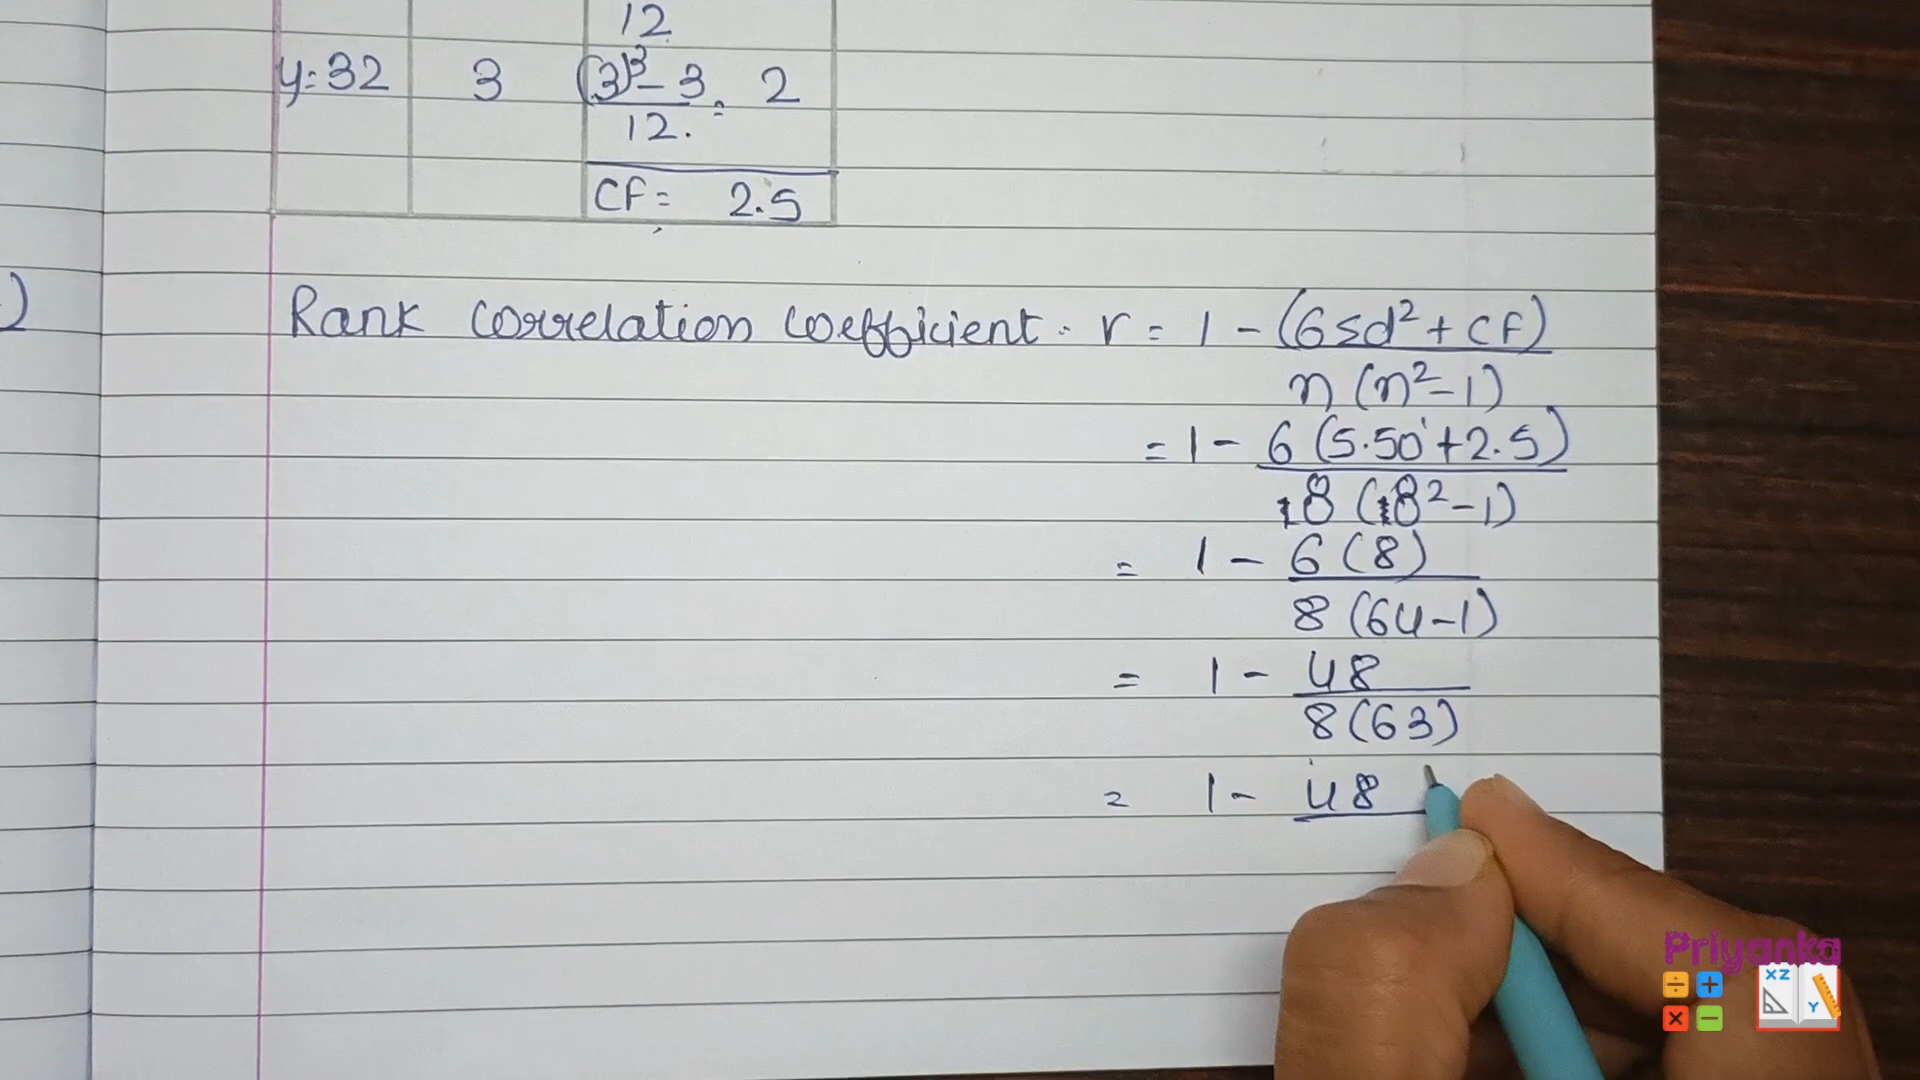 12
y=32 3 (3)³-3 = 2
12.
CF = 2.5
)
Rank correlation coefficient. r = 1 - (6Σd²+CF)
n(n²-1)
= 1 - 6(5.50+2.5)
8(8²-1)
= 1 - 6(8)
8(64-1)
= 1 - 48
8(63)
= 1 - 48
Priyanka
÷ + XZ
× − Y